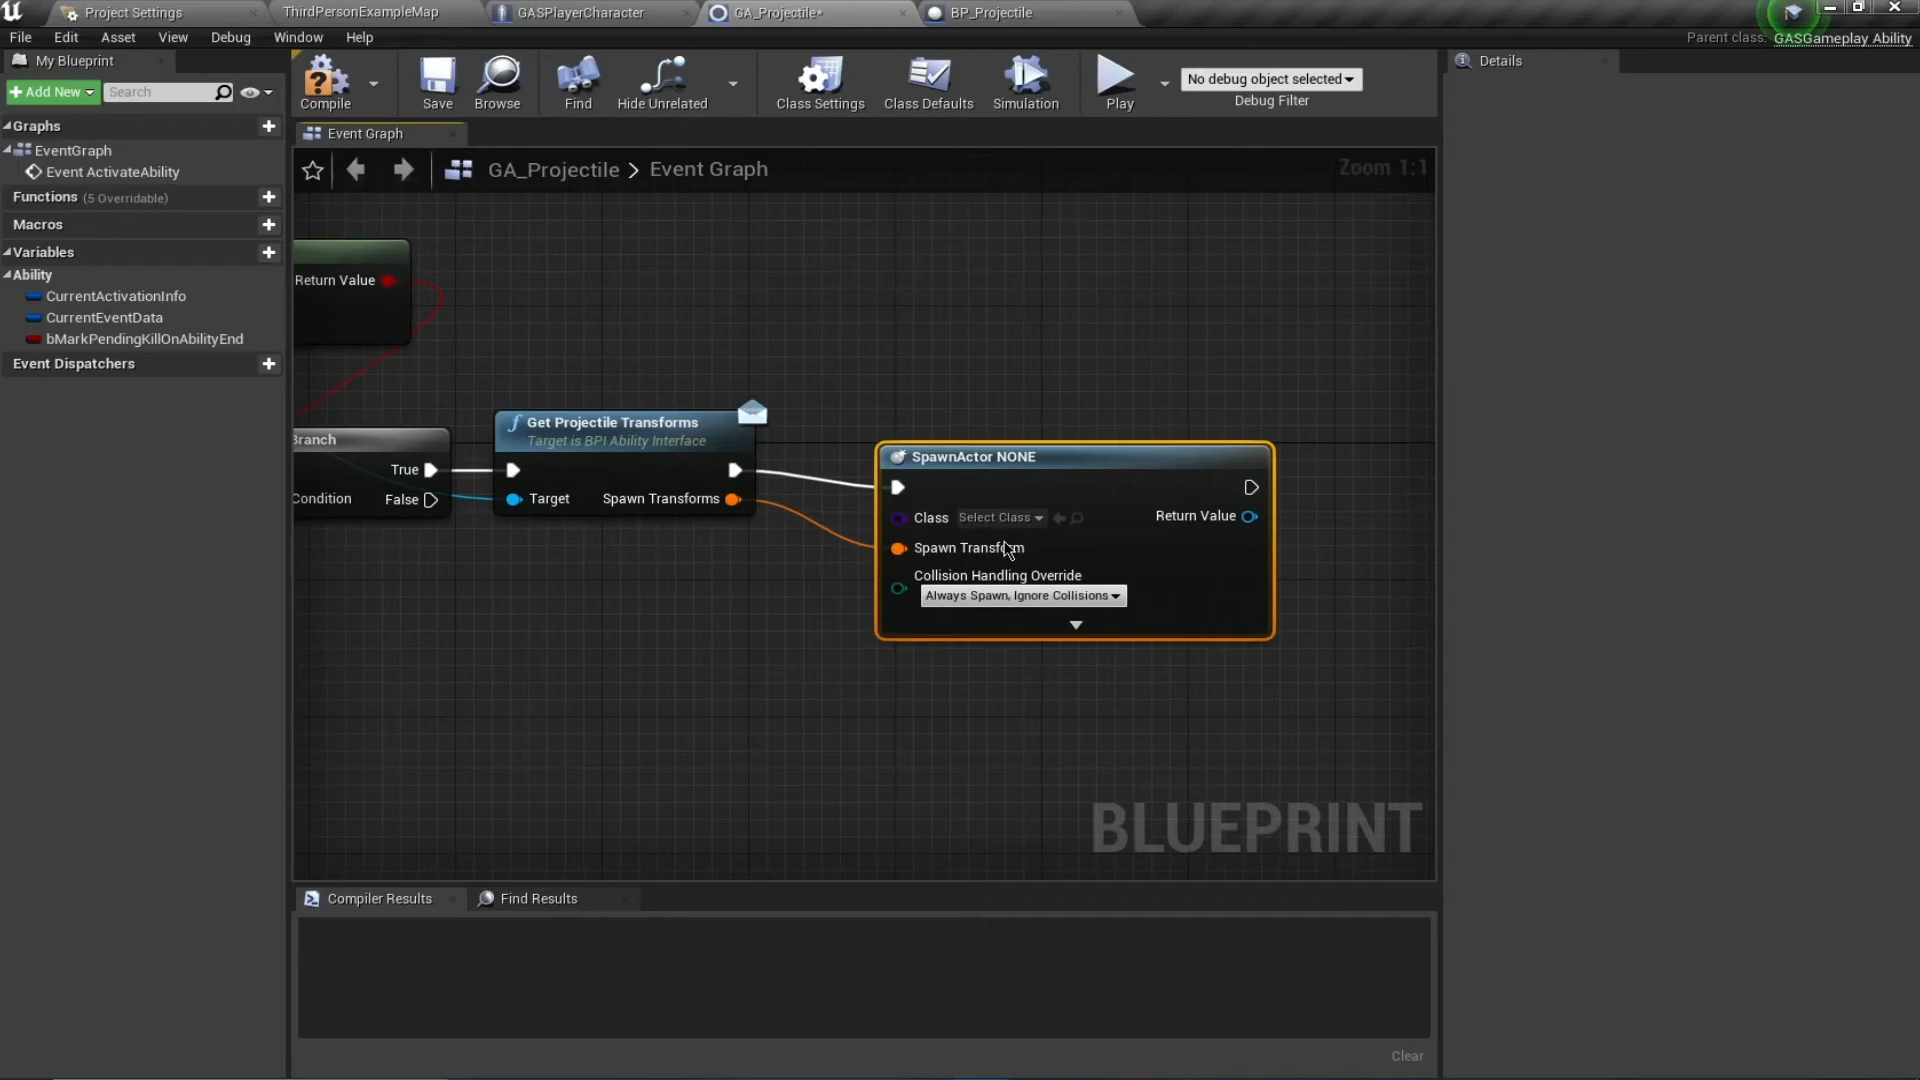 Project Settings
ThirdPersonExampleMap
GASPlayerCharacter
GA_Projectile*
BP_Projectile
File Edit Asset View Debug Window Help
Parent class: GASGameplay Ability
My Blueprint
Add New
Search
Compile
Save
Browse
Find
Hide Unrelated
Class Settings
Class Defaults
Simulation
Play
No debug object selected
Debug Filter
Details
Graphs
EventGraph
Event ActivateAbility
Functions (5 Overridable)
Macros
Variables
Ability
CurrentActivationInfo
CurrentEventData
bMarkPendingKillOnAbilityEnd
Event Dispatchers
Event Graph
GA_Projectile > Event Graph
Zoom 1:1
Return Value
Branch
True
Condition
False
Get Projectile Transforms
Target is BPI Ability Interface
Target
Spawn Transforms
SpawnActor NONE
Class
Select Class
Return Value
Spawn Transform
Collision Handling Override
Always Spawn, Ignore Collisions
BLUEPRINT
Compiler Results
Find Results
Clear